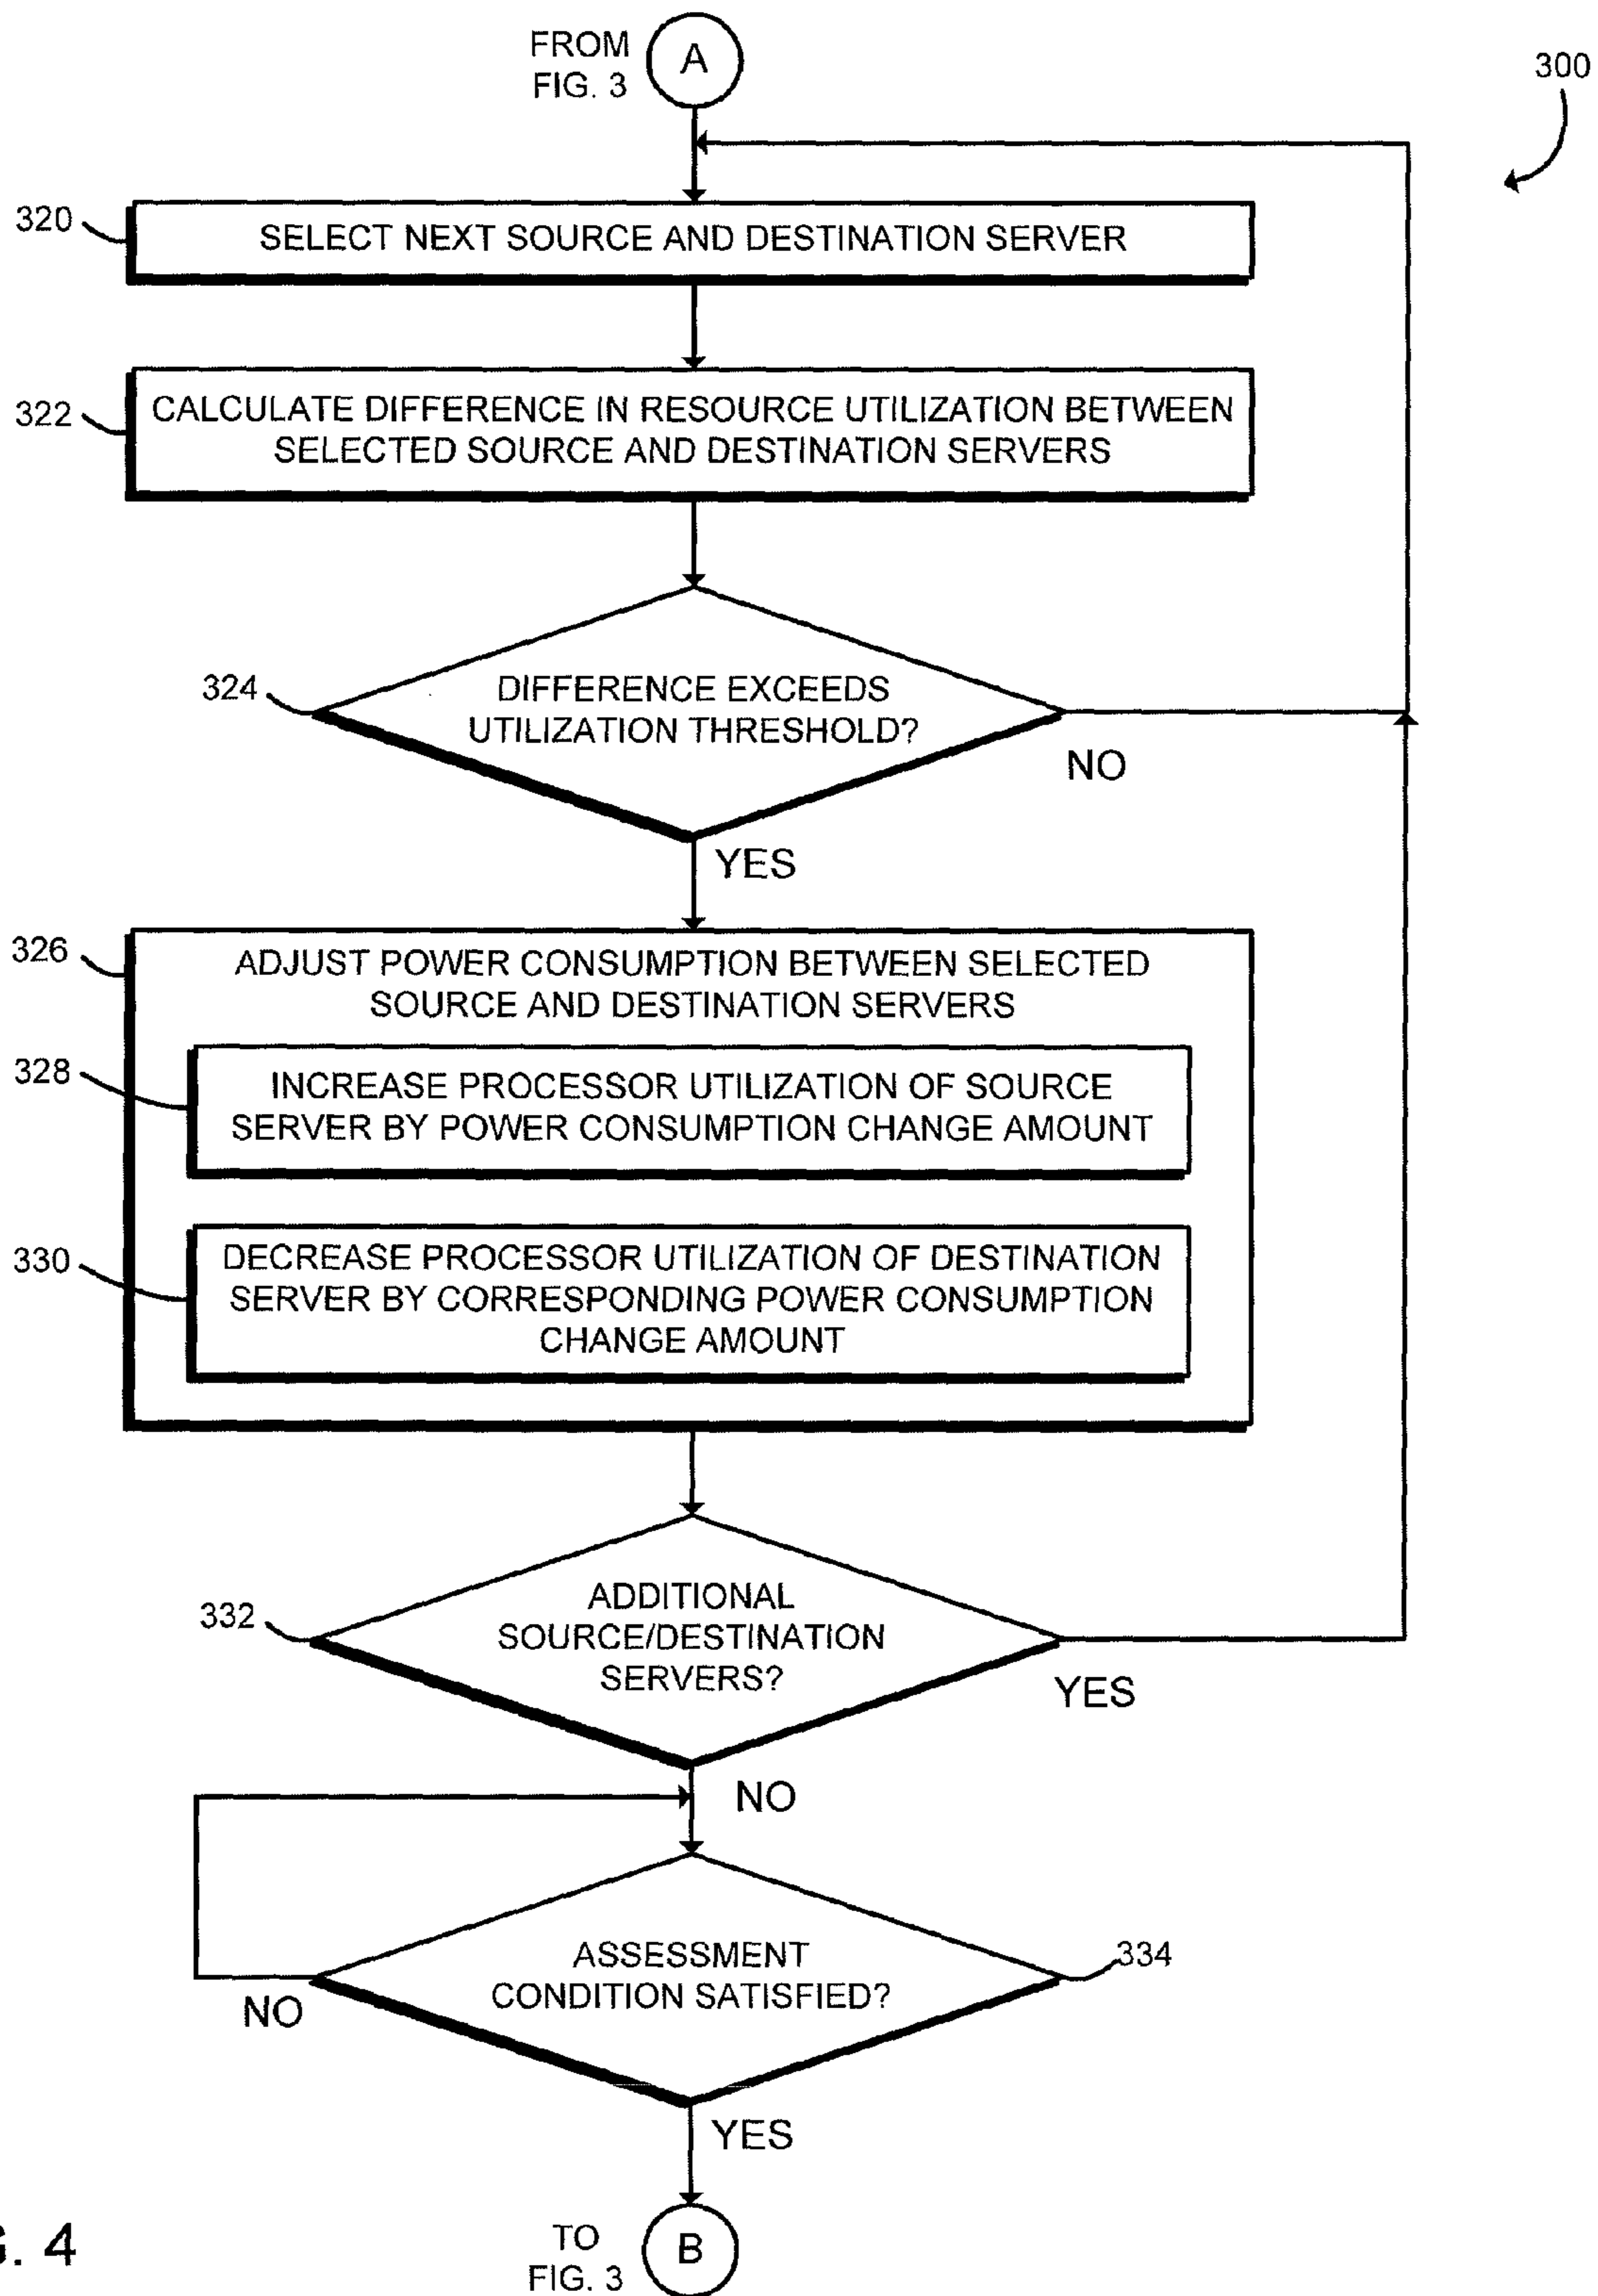 FROM
FIG. 3
A
300
320
SELECT NEXT SOURCE AND DESTINATION SERVER
322
CALCULATE DIFFERENCE IN RESOURCE UTILIZATION BETWEEN
SELECTED SOURCE AND DESTINATION SERVERS
324
DIFFERENCE EXCEEDS
UTILIZATION THRESHOLD?
NO
YES
326
ADJUST POWER CONSUMPTION BETWEEN SELECTED
SOURCE AND DESTINATION SERVERS
328
INCREASE PROCESSOR UTILIZATION OF SOURCE
SERVER BY POWER CONSUMPTION CHANGE AMOUNT
330
DECREASE PROCESSOR UTILIZATION OF DESTINATION
SERVER BY CORRESPONDING POWER CONSUMPTION
CHANGE AMOUNT
332
ADDITIONAL
SOURCE/DESTINATION
SERVERS?
YES
NO
334
ASSESSMENT
CONDITION SATISFIED?
NO
YES
TO
FIG. 3
B
G. 4